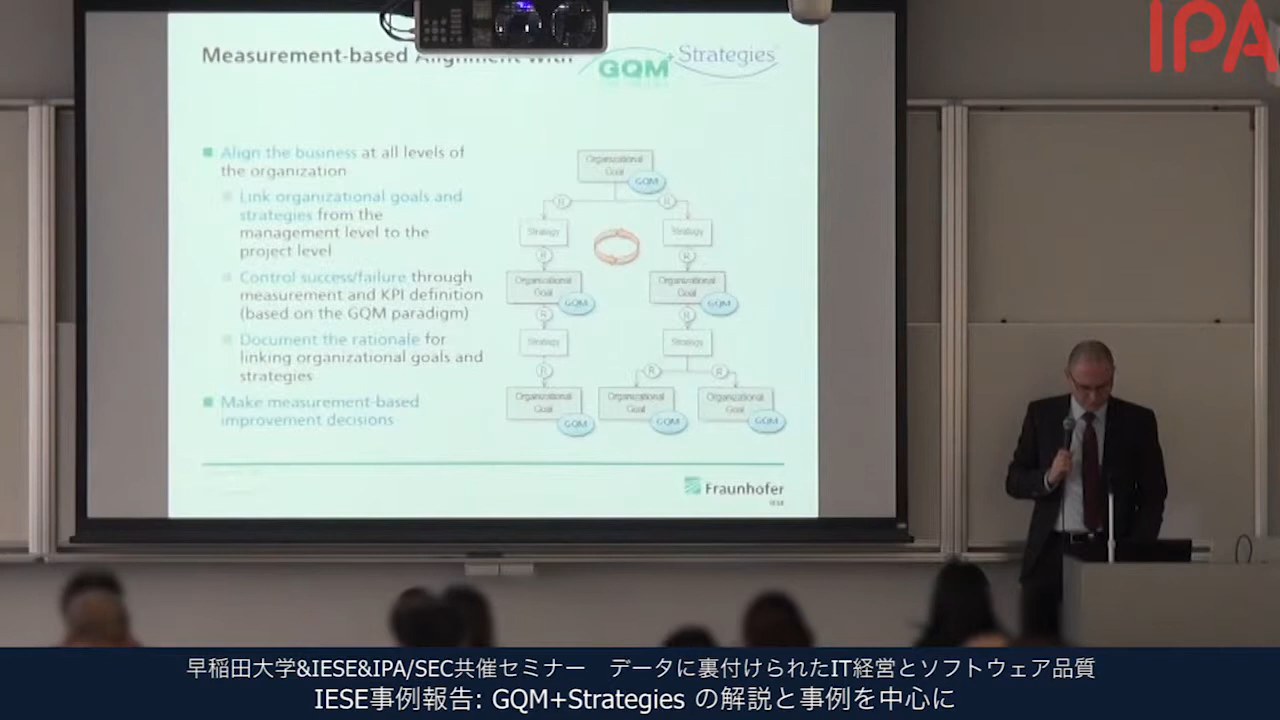 IPA
Measurement-based Alignment with
GQM+Strategies
Align the business at all levels of
the organization
Link organizational goals and
strategies from the
management level to the
project level
Control success/failure through
measurement and KPI definition
(based on the GQM paradigm)
Document the rationale for
linking organizational goals and
strategies
Make measurement-based
improvement decisions
Organizational
Goal
GQM
R
R
Strategy
Strategy
R
R
Organizational
Goal
GQM
Organizational
Goal
GQM
R
R
Strategy
Strategy
R
R
R
Organizational
Goal
GQM
Organizational
Goal
GQM
Organizational
Goal
GQM
Fraunhofer
IESE
早稲田大学&IESE&IPA/SEC共催セミナー　データに裏付けられたIT経営とソフトウェア品質
IESE事例報告: GQM+Strategies の解説と事例を中心に